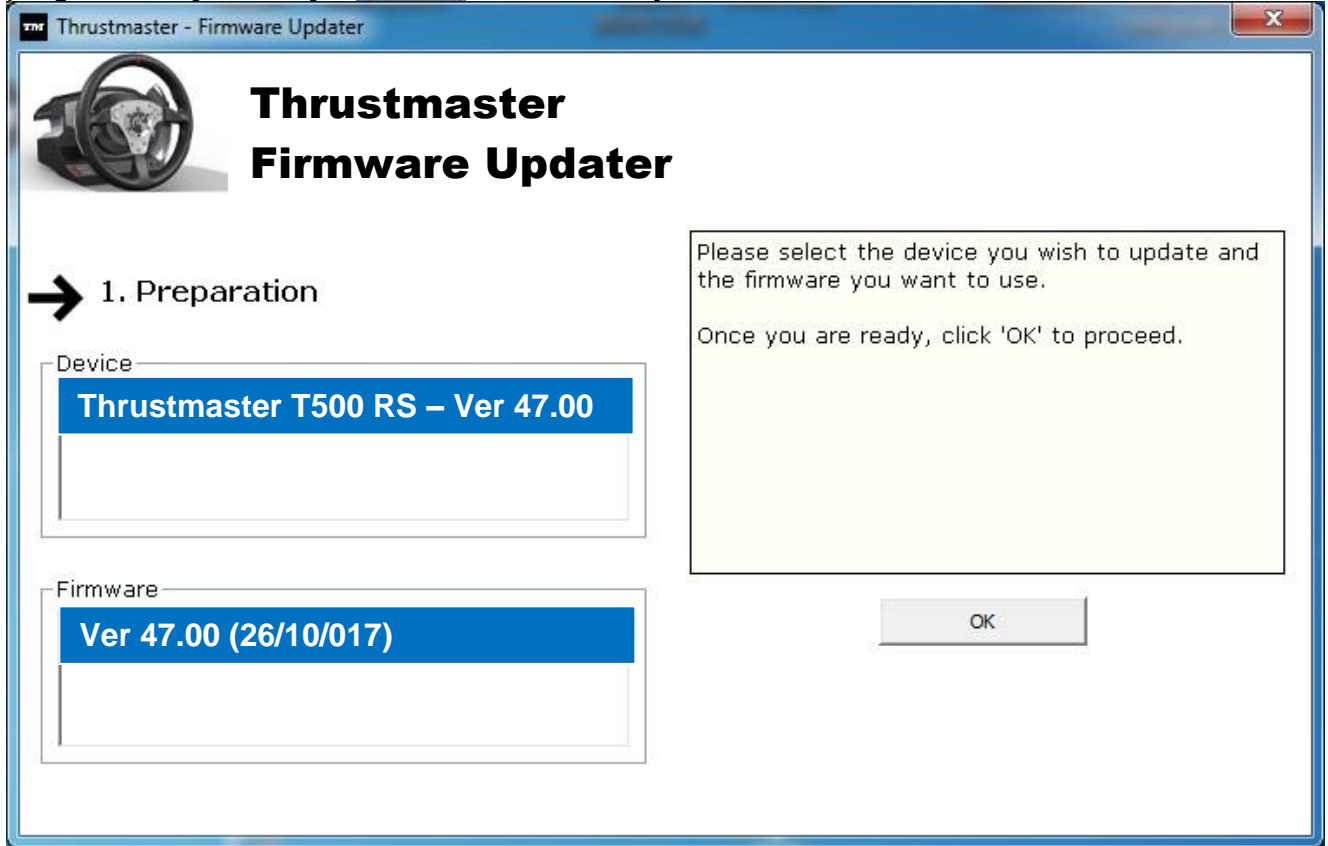 Thrustmaster - Firmware Updater
Thrustmaster
Firmware Updater
1. Preparation
Device
Thrustmaster T500 RS – Ver 47.00
Firmware
Ver 47.00 (26/10/017)
Please select the device you wish to update and
the firmware you want to use.
Once you are ready, click 'OK' to proceed.
OK